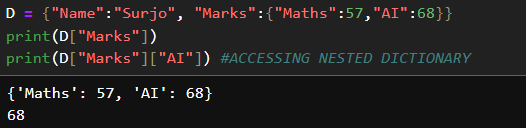 D = {"Name":"Surjo", "Marks":{"Maths":57,"AI":68}}
print(D["Marks"])
print(D["Marks"]["AI"]) #ACCESSING NESTED DICTIONARY
{'Maths': 57, 'AI': 68}
68